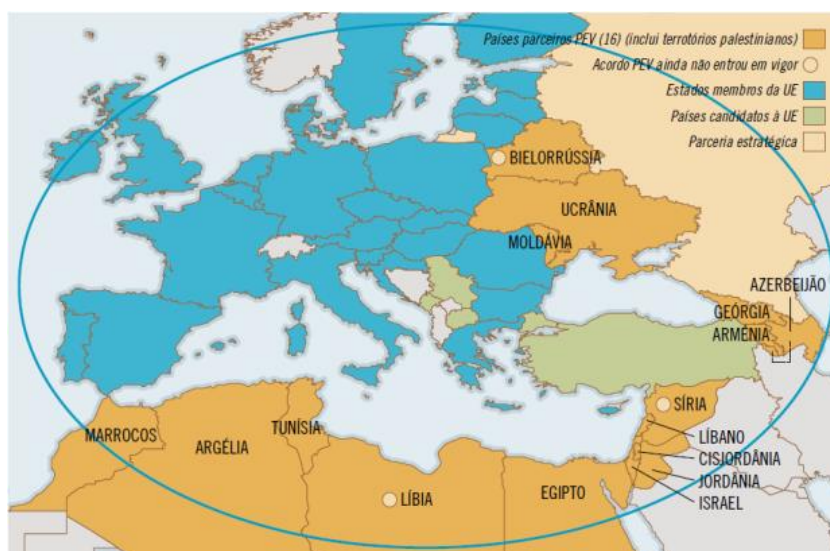 Países parceiros PEV (16) (inclui terrotórios palestinianos)
Acordo PEV ainda não entrou em vigor
Estados membros da UE
Países candidatos à UE
Parceria estratégica
BIELORRÚSSIA
UCRÂNIA
MOLDÁVIA
AZERBEIJÃO
GEÓRGIA
ARMÉNIA
SÍRIA
MARROCOS
ARGÉLIA
TUNÍSIA
LÍBANO
CISJORDÂNIA
JORDÂNIA
ISRAEL
LÍBIA
EGIPTO